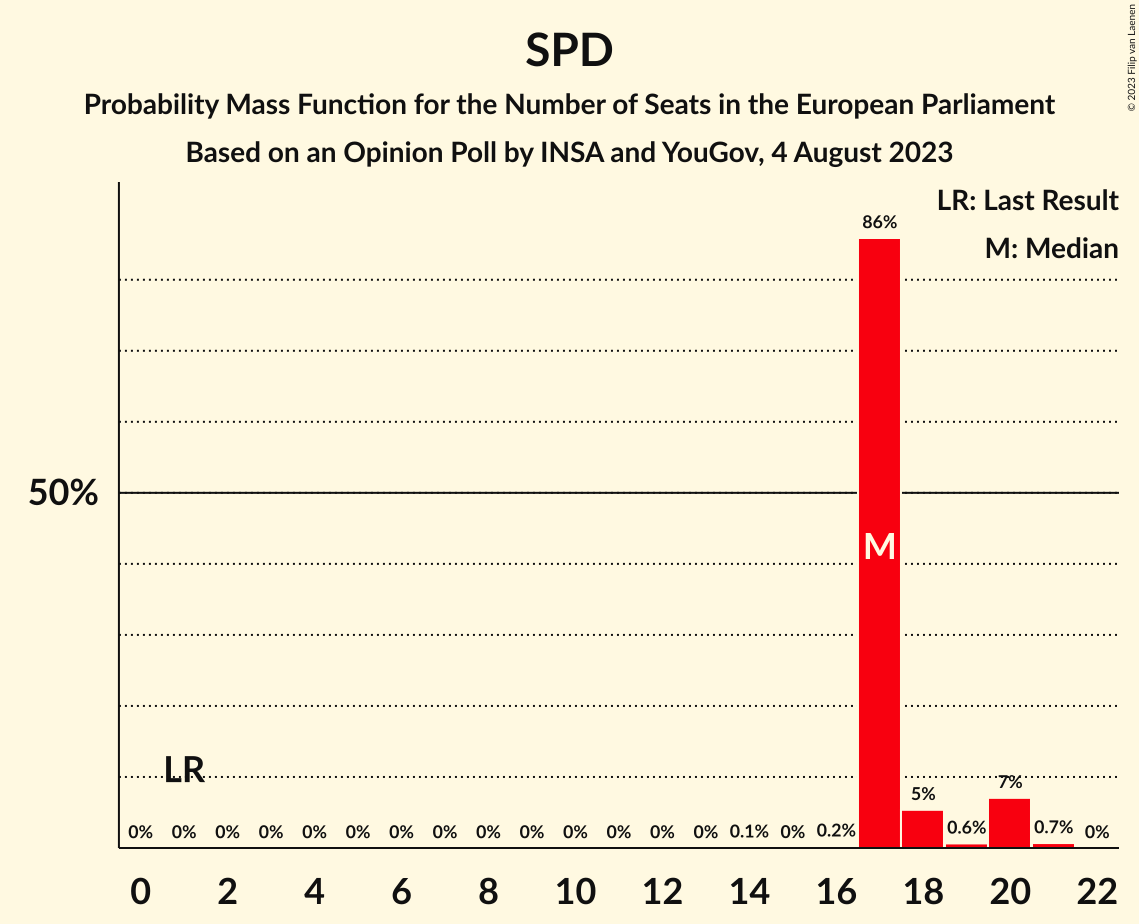 SPD
Probability Mass Function for the Number of Seats in the European Parliament
Based on an Opinion Poll by INSA and YouGov, 4 August 2023
© 2023 Filip van Laenen
LR: Last Result
M: Median
86%
50%
M
LR
0% 0% 0% 0% 0% 0% 0% 0% 0% 0% 0% 0% 0% 0% 0.1% 0% 0.2% 5% 0.6% 7% 0.7% 0%
0 2 4 6 8 10 12 14 16 18 20 22